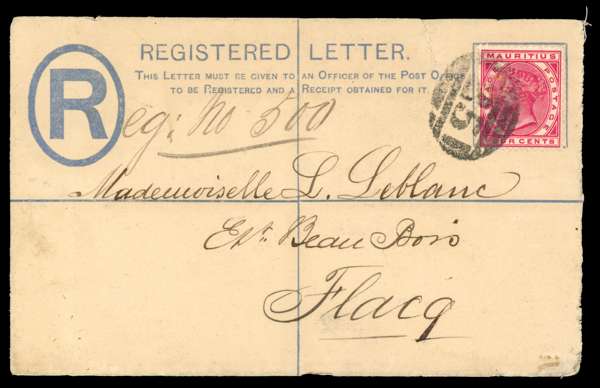 REGISTERED LETTER.
THIS LETTER MUST BE GIVEN TO AN OFFICER OF THE POST OFFICE
TO BE REGISTERED AND A RECEIPT OBTAINED FOR IT.
R
Reg: No 500
MAURITIUS
POSTAGE
FOUR CENTS
Mademoiselle L. Leblanc
Est. Beau Bois
Flacq